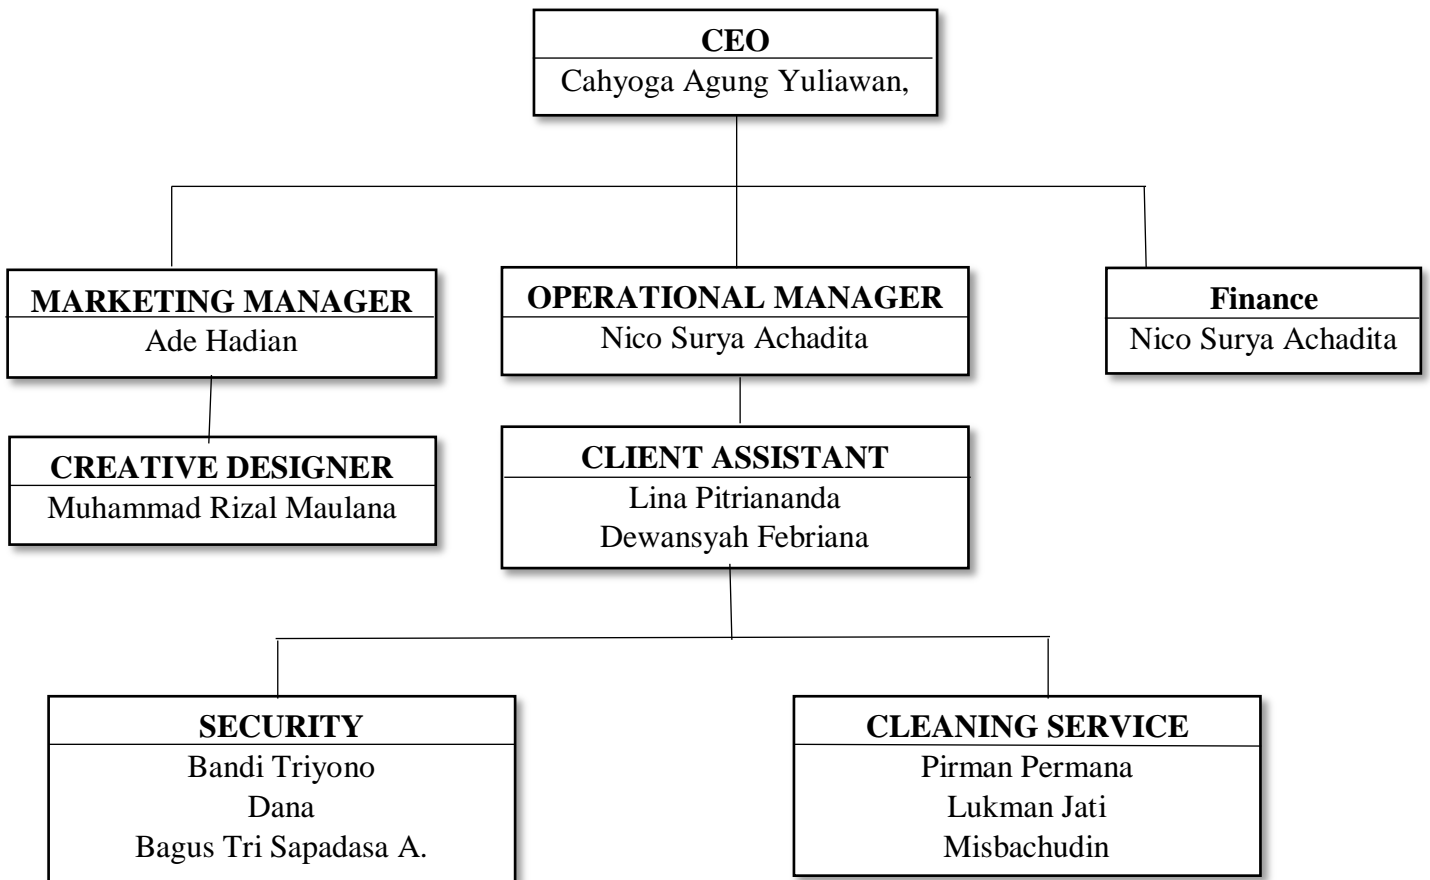 CEO
Cahyoga Agung Yuliawan,
MARKETING MANAGER
Ade Hadian
OPERATIONAL MANAGER
Nico Surya Achadita
Finance
Nico Surya Achadita
CREATIVE DESIGNER
Muhammad Rizal Maulana
CLIENT ASSISTANT
Lina Pitriananda
Dewansyah Febriana
SECURITY
Bandi Triyono
Dana
Bagus Tri Sapadasa A.
CLEANING SERVICE
Pirman Permana
Lukman Jati
Misbachudin